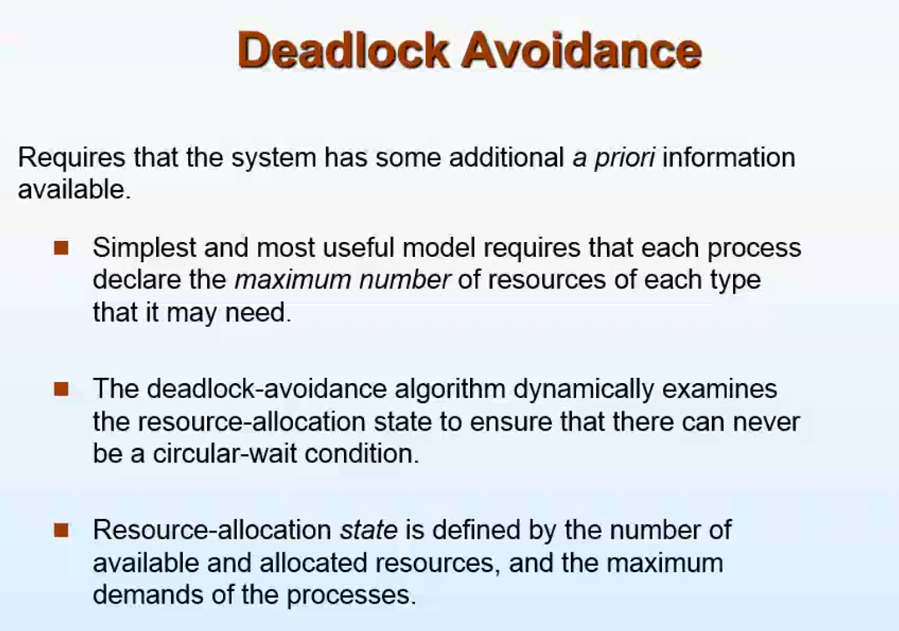 Deadlock Avoidance
Requires that the system has some additional a priori information
available.
Simplest and most useful model requires that each process
declare the maximum number of resources of each type
that it may need.
The deadlock-avoidance algorithm dynamically examines
the resource-allocation state to ensure that there can never
be a circular-wait condition.
Resource-allocation state is defined by the number of
available and allocated resources, and the maximum
demands of the processes.